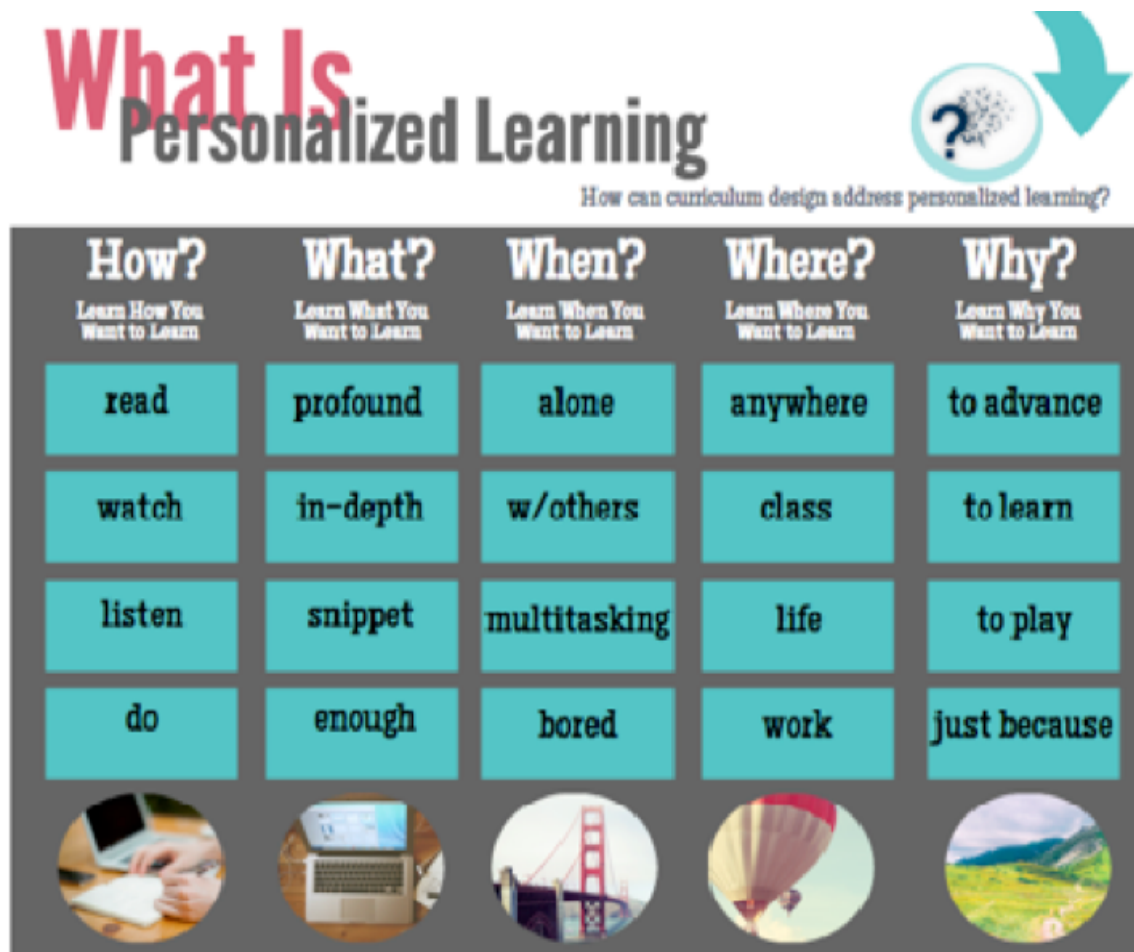 What Is
Personalized Learning
?
How can curriculum design address personalized learning?
How? What? When? Where? Why?
Learn How You
Want to Learn
Learn What You
Want to Learn
Learn When You
Want to Learn
Learn Where You
Want to Learn
Learn Why You
Want to Learn
read profound alone anywhere to advance
watch in-depth w/others class to learn
listen snippet multitasking life to play
do enough bored work just because